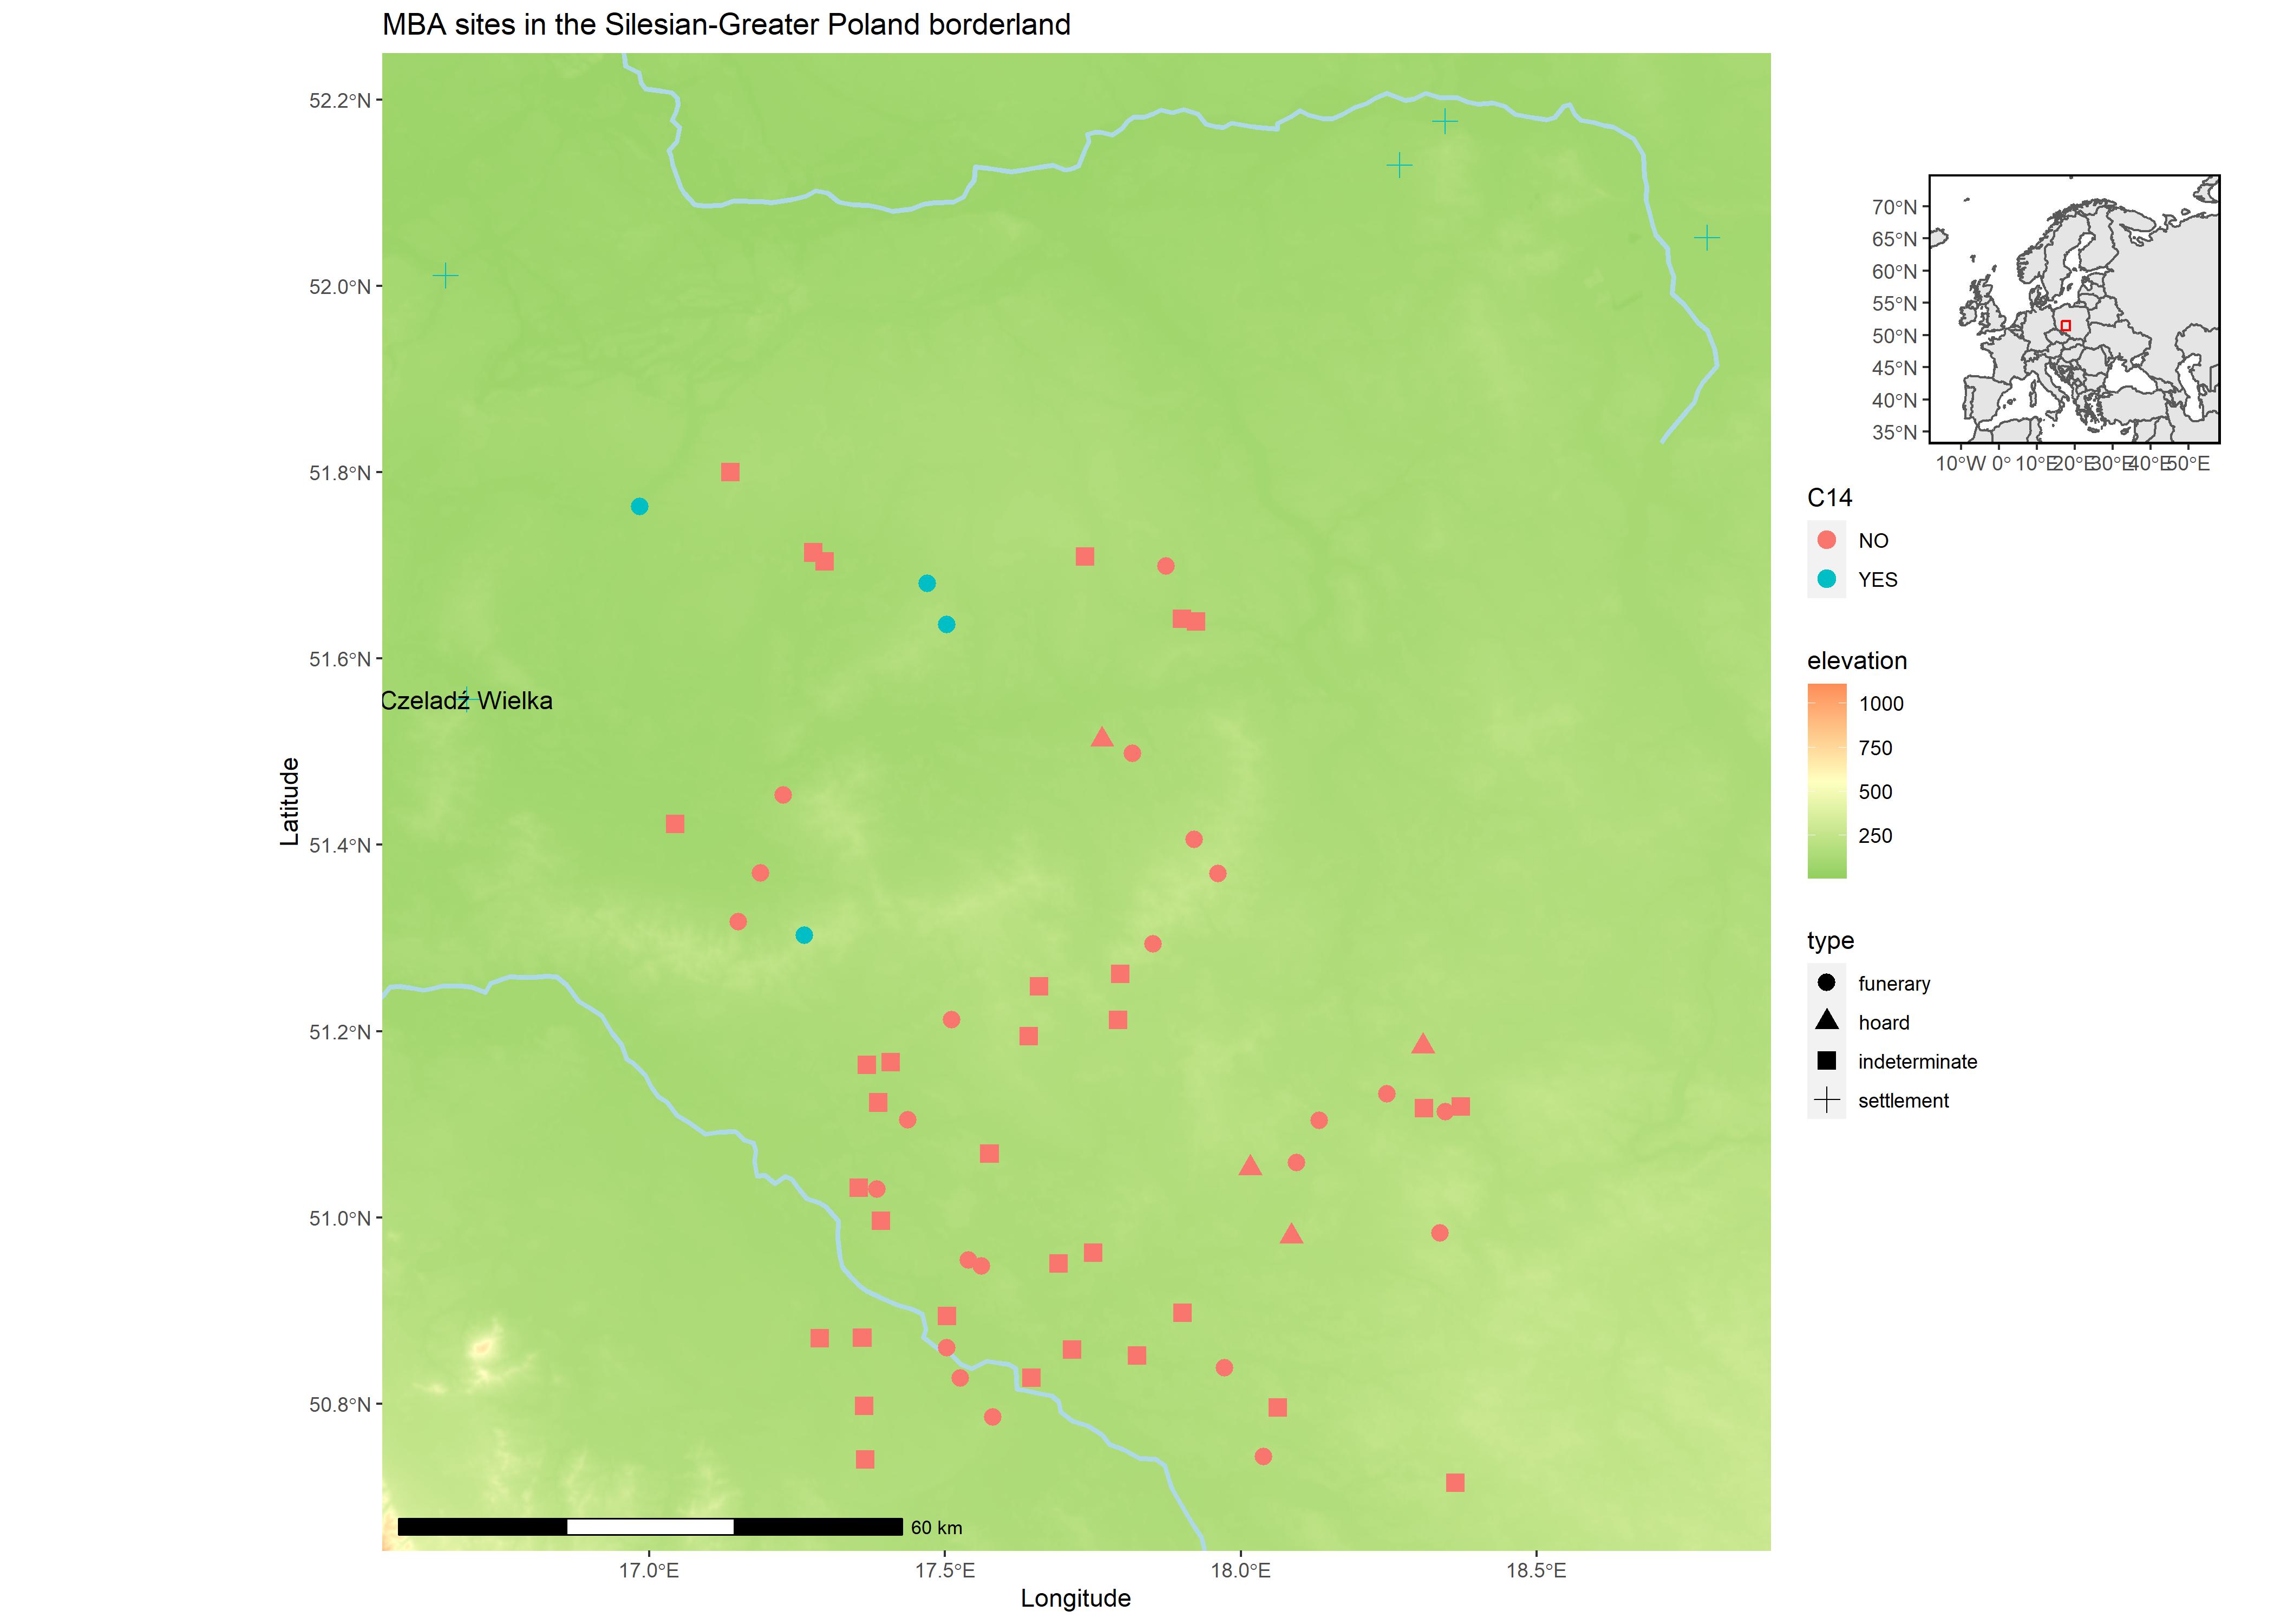 MBA sites in the Silesian-Greater Poland borderland
52.2°N
52.0°N
51.8°N
51.6°N
51.4°N
51.2°N
51.0°N
50.8°N
Latitude
Czeladź Wielka
60 km
17.0°E
17.5°E
18.0°E
18.5°E
Longitude
70°N
65°N
60°N
55°N
50°N
45°N
40°N
35°N
10°W 0° 10°E 20°E 30°E 40°E 50°E
C14
NO
YES
elevation
1000
750
500
250
type
funerary
hoard
indeterminate
settlement